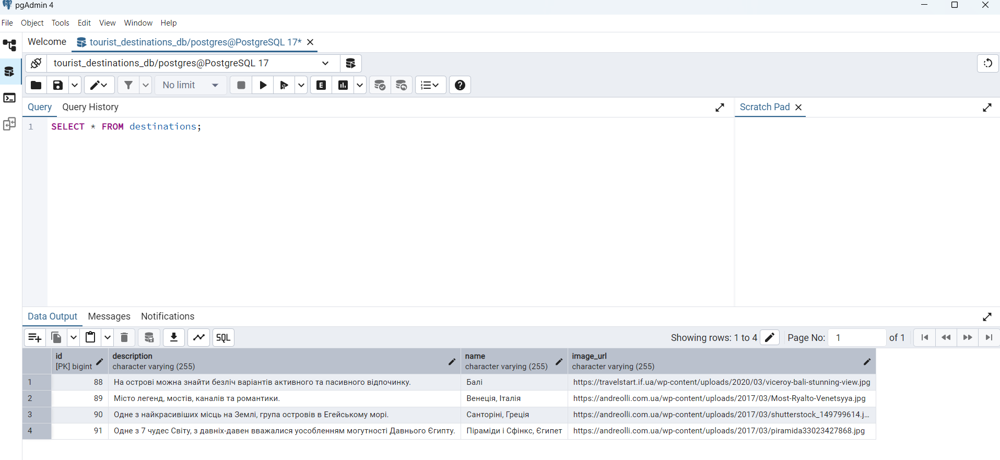 pgAdmin 4
File Object Tools Edit View Window Help
Welcome tourist_destinations_db/postgres@PostgreSQL 17*
tourist_destinations_db/postgres@PostgreSQL 17
No limit E
Query Query History Scratch Pad
1 SELECT * FROM destinations;
Data Output Messages Notifications
SQL Showing rows: 1 to 4 Page No: 1 of 1
id description name image_url
[PK] bigint character varying (255) character varying (255) character varying (255)
1 88 На острові можна знайти безліч варіантів активного та пасивного відпочинку. Балі https://travelstart.if.ua/wp-content/uploads/2020/03/viceroy-bali-stunning-view.jpg
2 89 Місто легенд, мостів, каналів та романтики. Венеція, Італія https://andreolli.com.ua/wp-content/uploads/2017/03/Most-Ryalto-Venetsyya.jpg
3 90 Одне з найкрасивіших місць на Землі, група островів в Егейському морі. Санторіні, Греція https://andreolli.com.ua/wp-content/uploads/2017/03/shutterstock_149799614.j...
4 91 Одне з 7 чудес Світу, з давніх-давен вважалися уособленням могутності Давнього Єгипту. Піраміди і Сфінкс, Єгипет https://andreolli.com.ua/wp-content/uploads/2017/03/piramida33023427868.jpg